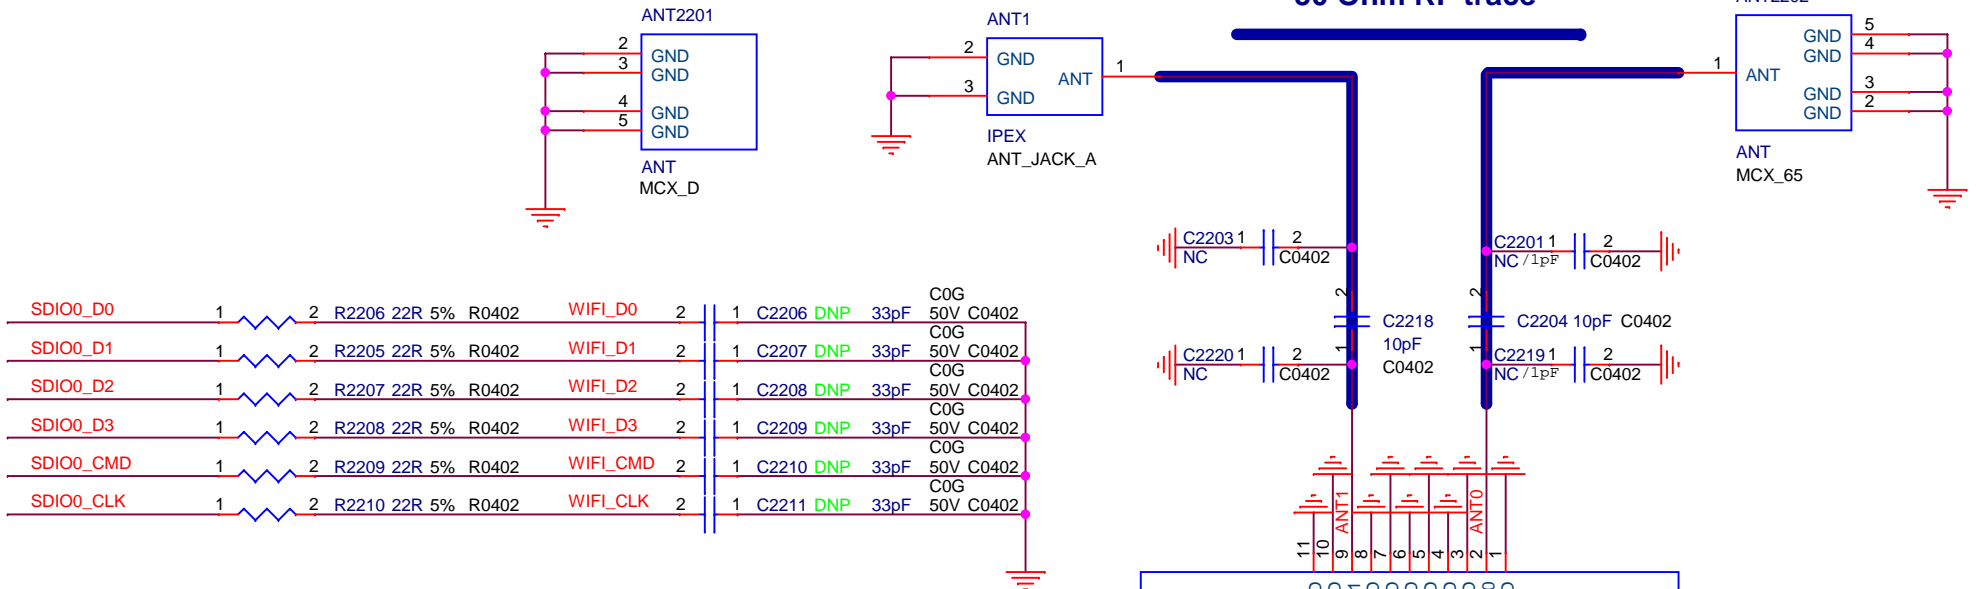 50 Ohm RF trace
ANT2201
2 GND
3 GND
4 GND
5 GND
ANT
MCX_D
ANT1
2 GND
3 GND
ANT 1
IPEX
ANT_JACK_A
ANT2202
1 ANT
GND 5
GND 4
GND 3
GND 2
ANT
MCX_65
C2203 1 2
NC C0402
C2201 1 2
NC /1pF C0402
2
C2218
10pF
C0402
1
2
C2204 10pF C0402
1
C2220 1 2
NC C0402
C2219 1 2
NC /1pF C0402
SDIO0_D0 1 2 R2206 22R 5% R0402 WIFI_D0 2 1 C2206 DNP 33pF C0G 50V C0402
SDIO0_D1 1 2 R2205 22R 5% R0402 WIFI_D1 2 1 C2207 DNP 33pF C0G 50V C0402
SDIO0_D2 1 2 R2207 22R 5% R0402 WIFI_D2 2 1 C2208 DNP 33pF C0G 50V C0402
SDIO0_D3 1 2 R2208 22R 5% R0402 WIFI_D3 2 1 C2209 DNP 33pF C0G 50V C0402
SDIO0_CMD 1 2 R2209 22R 5% R0402 WIFI_CMD 2 1 C2210 DNP 33pF C0G 50V C0402
SDIO0_CLK 1 2 R2210 22R 5% R0402 WIFI_CLK 2 1 C2211 DNP 33pF C0G 50V C0402
ANT1
ANT0
11 10 9 8 7 6 5 4 3 2 1